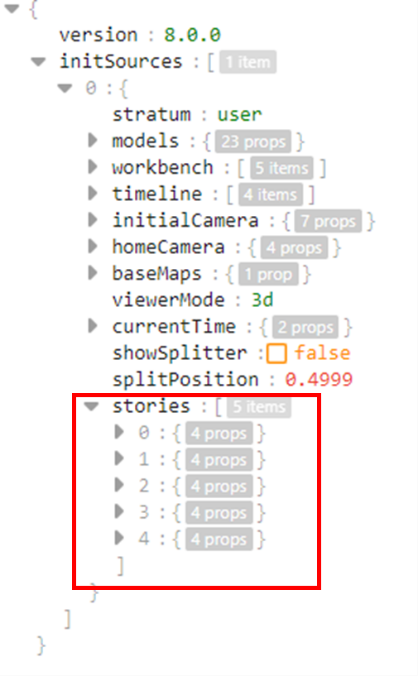 {
version : 8.0.0
initSources : [ 1 item
0 : {
stratum : user
models : { 23 props }
workbench : [ 5 items ]
timeline : [ 4 items ]
initialCamera : { 7 props }
homeCamera : { 4 props }
baseMaps : { 1 prop }
viewerMode : 3d
currentTime : { 2 props }
showSplitter : false
splitPosition : 0.4999
stories : [ 5 items
0 : { 4 props }
1 : { 4 props }
2 : { 4 props }
3 : { 4 props }
4 : { 4 props }
]
}
]
}